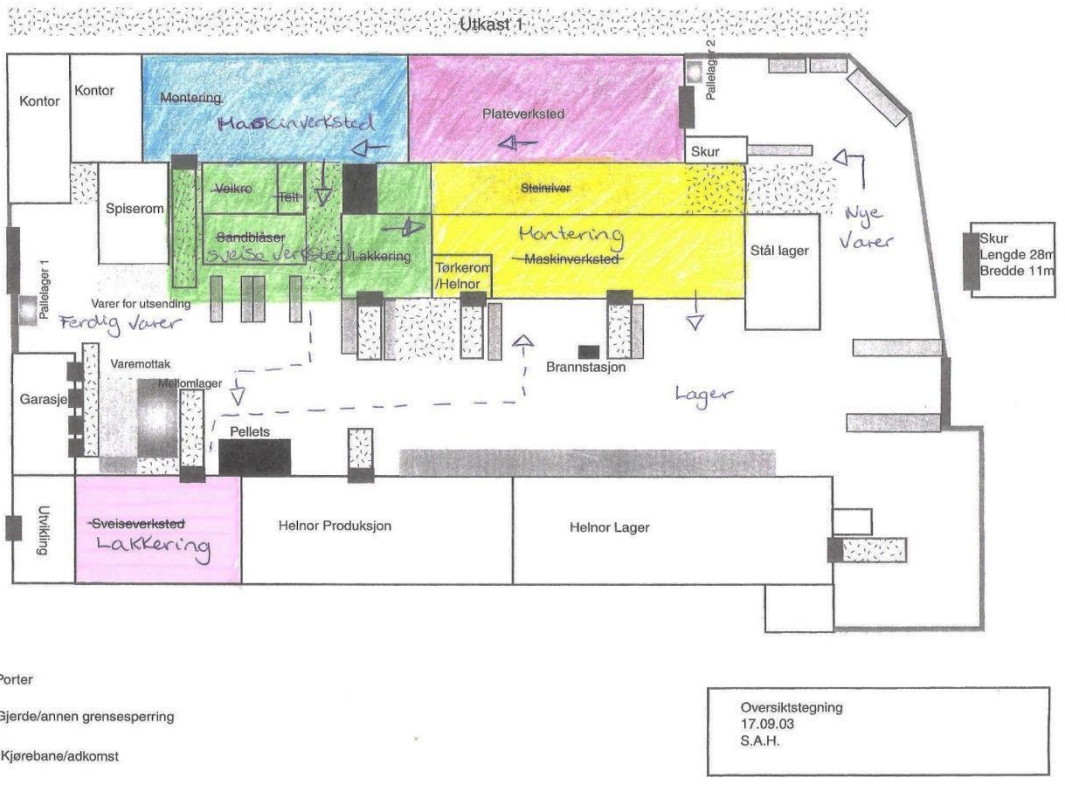 Utkast 1
Kontor
Kontor
Montering
Maskinverksted
Plateverksted
Pallelager 2
Skur
Nye
Varer
Spiserom
Veikro
Telt
Sandblåser
Sveiseverksted
Lakkering
Steinriver
Montering
Maskinverksted
Tørkerom
/Helnor
Stål lager
Skur
Lengde 28m
Bredde 11m
Pallelager 1
Varer for utsending
Ferdig Varer
Varemottak
Mellomlager
Garasje
Brannstasjon
Lager
Pellets
Utvikling
Sveiseverksted
Lakkering
Helnor Produksjon
Helnor Lager
Porter
Gjerde/annen grensesperring
Kjørebane/adkomst
Oversiktstegning
17.09.03
S.A.H.